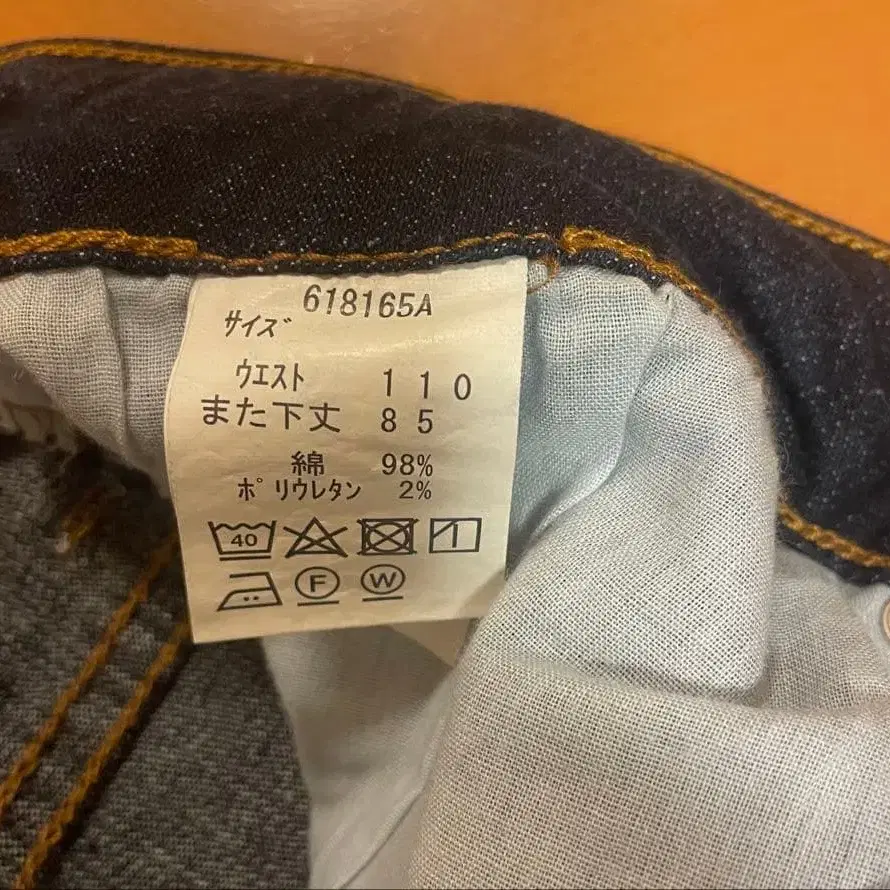 618165A
サイズ
ウエスト 110
また下丈 85
綿 98%
ポリウレタン 2%
40
F W